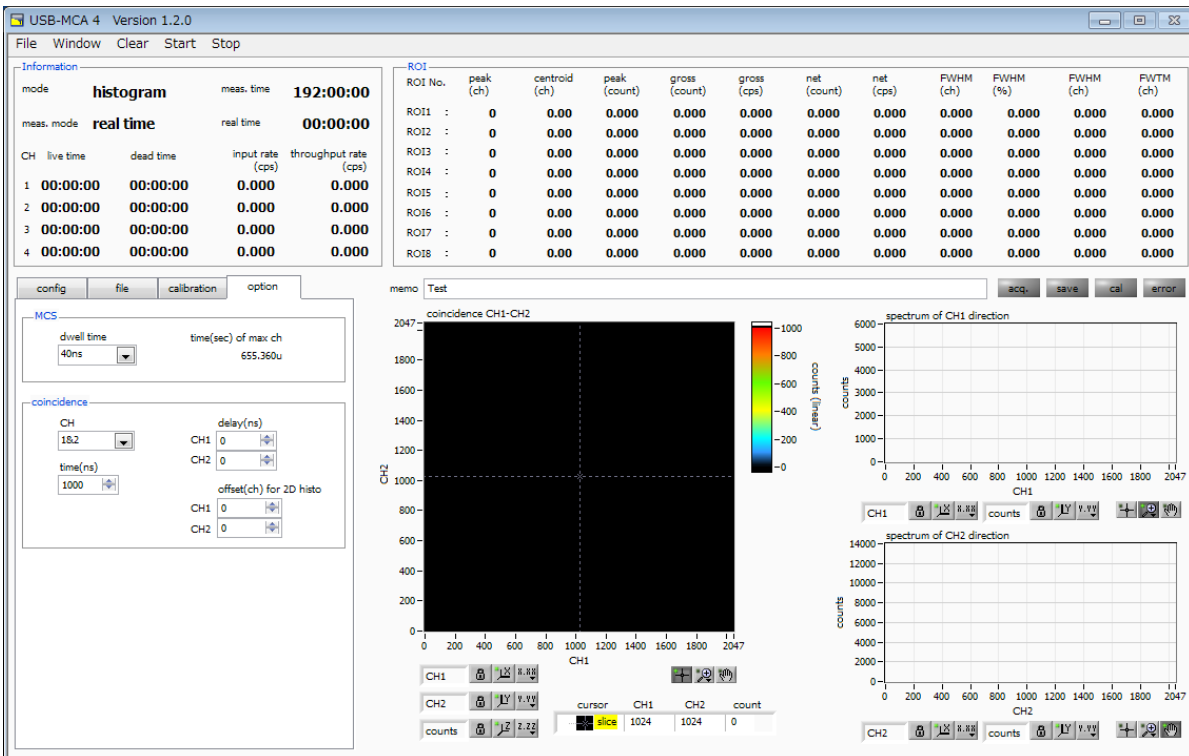 USB-MCA 4 Version 1.2.0
File Window Clear Start Stop
Information
mode histogram meas. time 192:00:00
meas. mode real time real time 00:00:00
CH live time dead time input rate (cps) throughput rate (cps)
1 00:00:00 00:00:00 0.000 0.000
2 00:00:00 00:00:00 0.000 0.000
3 00:00:00 00:00:00 0.000 0.000
4 00:00:00 00:00:00 0.000 0.000
ROI
ROI No. peak (ch) centroid (ch) peak (count) gross (count) gross (cps) net (count) net (cps) FWHM (ch) FWHM (%) FWHM (ch) FWTM (ch)
ROI1 : 0 0.00 0.000 0.000 0.000 0.000 0.000 0.000 0.000 0.000 0.000
ROI2 : 0 0.00 0.000 0.000 0.000 0.000 0.000 0.000 0.000 0.000 0.000
ROI3 : 0 0.00 0.000 0.000 0.000 0.000 0.000 0.000 0.000 0.000 0.000
ROI4 : 0 0.00 0.000 0.000 0.000 0.000 0.000 0.000 0.000 0.000 0.000
ROI5 : 0 0.00 0.000 0.000 0.000 0.000 0.000 0.000 0.000 0.000 0.000
ROI6 : 0 0.00 0.000 0.000 0.000 0.000 0.000 0.000 0.000 0.000 0.000
ROI7 : 0 0.00 0.000 0.000 0.000 0.000 0.000 0.000 0.000 0.000 0.000
ROI8 : 0 0.00 0.000 0.000 0.000 0.000 0.000 0.000 0.000 0.000 0.000
config file calibration option
MCS
dwell time time(sec) of max ch
40ns 655.360u
coincidence
CH delay(ns)
1&2 CH1 0
CH2 0
time(ns)
1000 offset(ch) for 2D histo
CH1 0
CH2 0
memo Test acq. save cal error
coincidence CH1-CH2
2047
1800
1600
1400
1200
1000
800
600
400
200
0
CH2
0 200 400 600 800 1000 1200 1400 1600 1800 2047
CH1
1000
800
600
400
200
0
counts (linear)
CH1 X X.XX
CH2 Y Y.YY
counts Z Z.ZZ
cursor CH1 CH2 count
slice 1024 1024 0
spectrum of CH1 direction
6000
5000
4000
3000
2000
1000
0
counts
0 200 400 600 800 1000 1200 1400 1600 1800 2047
CH1
CH1 X X.XX counts Y Y.YY
spectrum of CH2 direction
14000
12000
10000
8000
6000
4000
2000
0
counts
0 200 400 600 800 1000 1200 1400 1600 1800 2047
CH2
CH2 X X.XX counts Y Y.YY